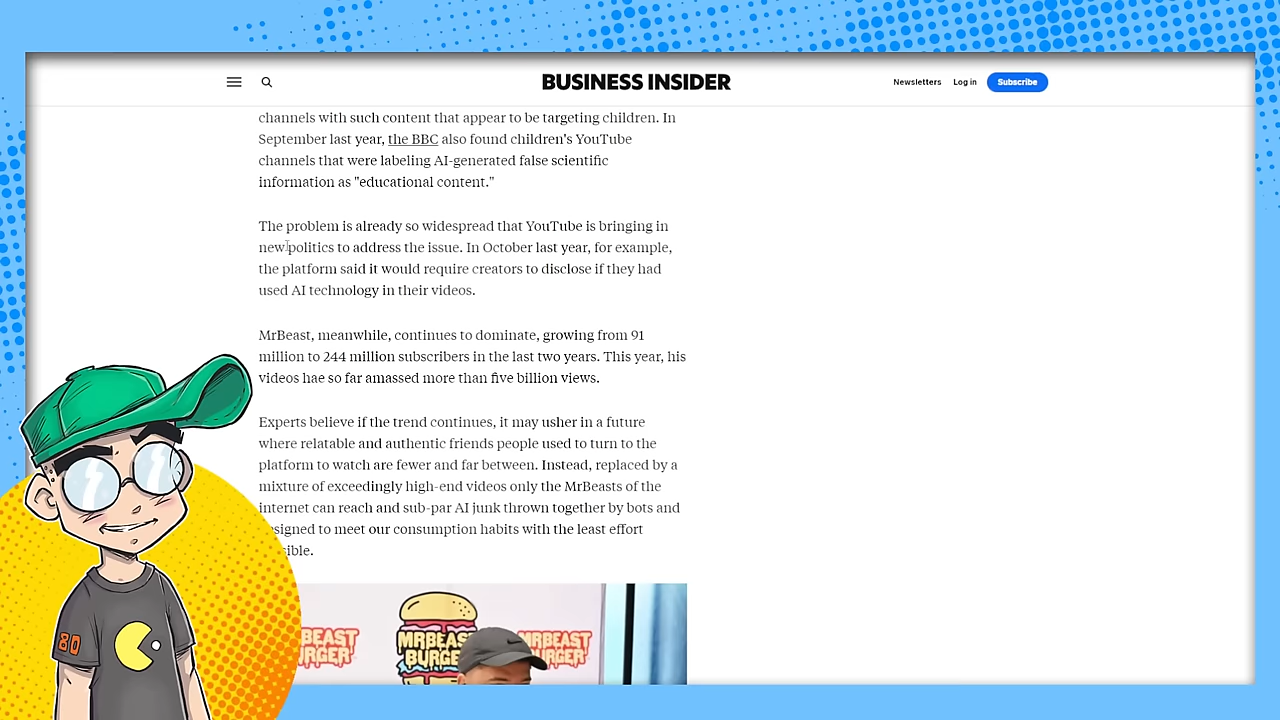 BUSINESS INSIDER
Newsletters
Log in
Subscribe
channels with such content that appear to be targeting children. In
September last year, the BBC also found children's YouTube
channels that were labeling AI-generated false scientific
information as "educational content."
The problem is already so widespread that YouTube is bringing in
new politics to address the issue. In October last year, for example,
the platform said it would require creators to disclose if they had
used AI technology in their videos.
MrBeast, meanwhile, continues to dominate, growing from 91
million to 244 million subscribers in the last two years. This year, his
videos hae so far amassed more than five billion views.
Experts believe if the trend continues, it may usher in a future
where relatable and authentic friends people used to turn to the
platform to watch are fewer and far between. Instead, replaced by a
mixture of exceedingly high-end videos only the MrBeasts of the
internet can reach and sub-par AI junk thrown together by bots and
to meet our consumption habits with the least effort
BEAST
MRBEAST
MRBEAST
BURGER
80